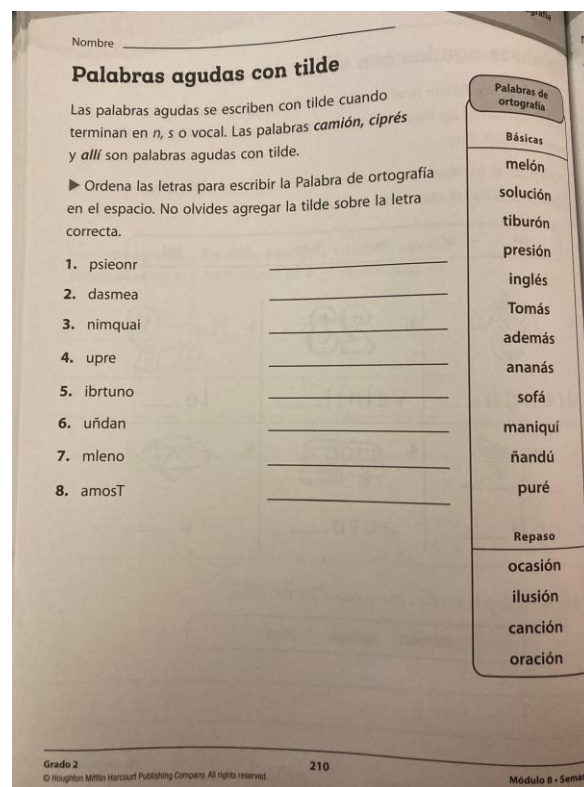 ografía
Nombre
Palabras agudas con tilde
Las palabras agudas se escriben con tilde cuando
terminan en n, s o vocal. Las palabras camión, ciprés
y allí son palabras agudas con tilde.
▶ Ordena las letras para escribir la Palabra de ortografía
en el espacio. No olvides agregar la tilde sobre la letra
correcta.
1. psieonr
2. dasmea
3. nimquai
4. upre
5. ibrtuno
6. uñdan
7. mleno
8. amosT
Palabras de
ortografía
Básicas
melón
solución
tiburón
presión
inglés
Tomás
además
ananás
sofá
maniquí
ñandú
puré
Repaso
ocasión
ilusión
canción
oración
Grado 2
© Houghton Mifflin Harcourt Publishing Company. All rights reserved.
210
Módulo 8 • Sema